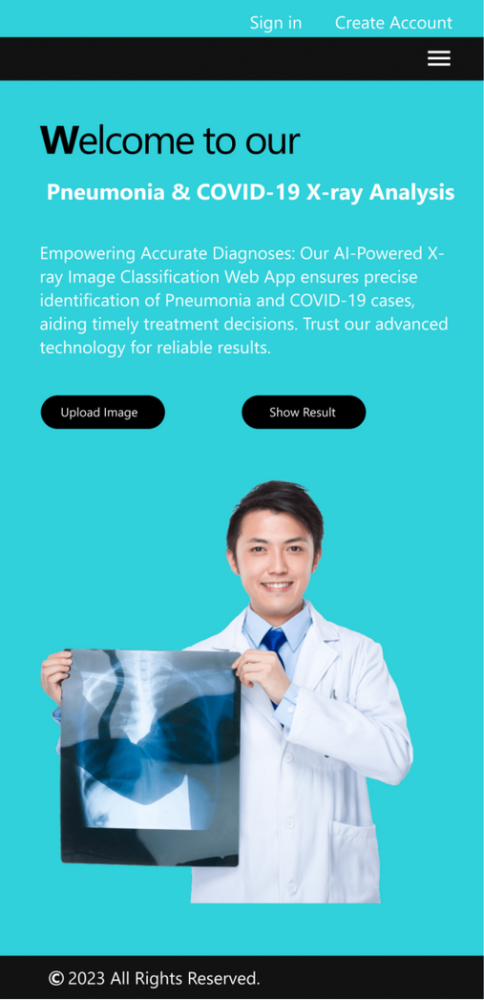 Sign in Create Account
Welcome to our
Pneumonia & COVID-19 X-ray Analysis
Empowering Accurate Diagnoses: Our AI-Powered X-
ray Image Classification Web App ensures precise
identification of Pneumonia and COVID-19 cases,
aiding timely treatment decisions. Trust our advanced
technology for reliable results.
Upload Image Show Result
© 2023 All Rights Reserved.